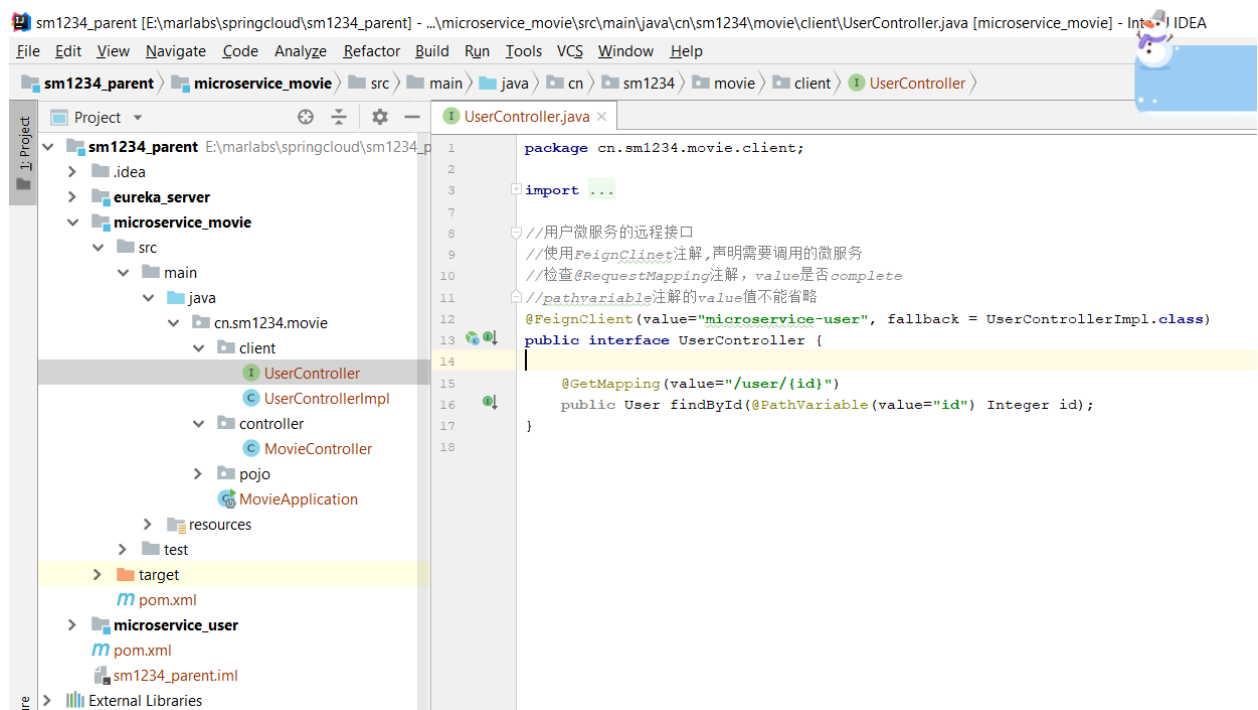 sm1234_parent [E:\marlabs\springcloud\sm1234_parent] - ...\microservice_movie\src\main\java\cn\sm1234\movie\client\UserController.java [microservice_movie] - IntelliJ IDEA
File Edit View Navigate Code Analyze Refactor Build Run Tools VCS Window Help
sm1234_parent microservice_movie src main java cn sm1234 movie client UserController
1: Project
Project
UserController.java
sm1234_parent E:\marlabs\springcloud\sm1234_p
.idea
eureka_server
microservice_movie
src
main
java
cn.sm1234.movie
client
UserController
UserControllerImpl
controller
MovieController
pojo
MovieApplication
resources
test
target
pom.xml
microservice_user
pom.xml
sm1234_parent.iml
External Libraries
1 package cn.sm1234.movie.client;
2
3 import ...
7
8 //用户微服务的远程接口
9 //使用FeignClinet注解,声明需要调用的微服务
10 //检查@RequestMapping注解，value是否complete
11 //pathvariable注解的value值不能省略
12 @FeignClient(value="microservice-user", fallback = UserControllerImpl.class)
13 public interface UserController {
14
15 @GetMapping(value="/user/{id}")
16 public User findById(@PathVariable(value="id") Integer id);
17 }
18